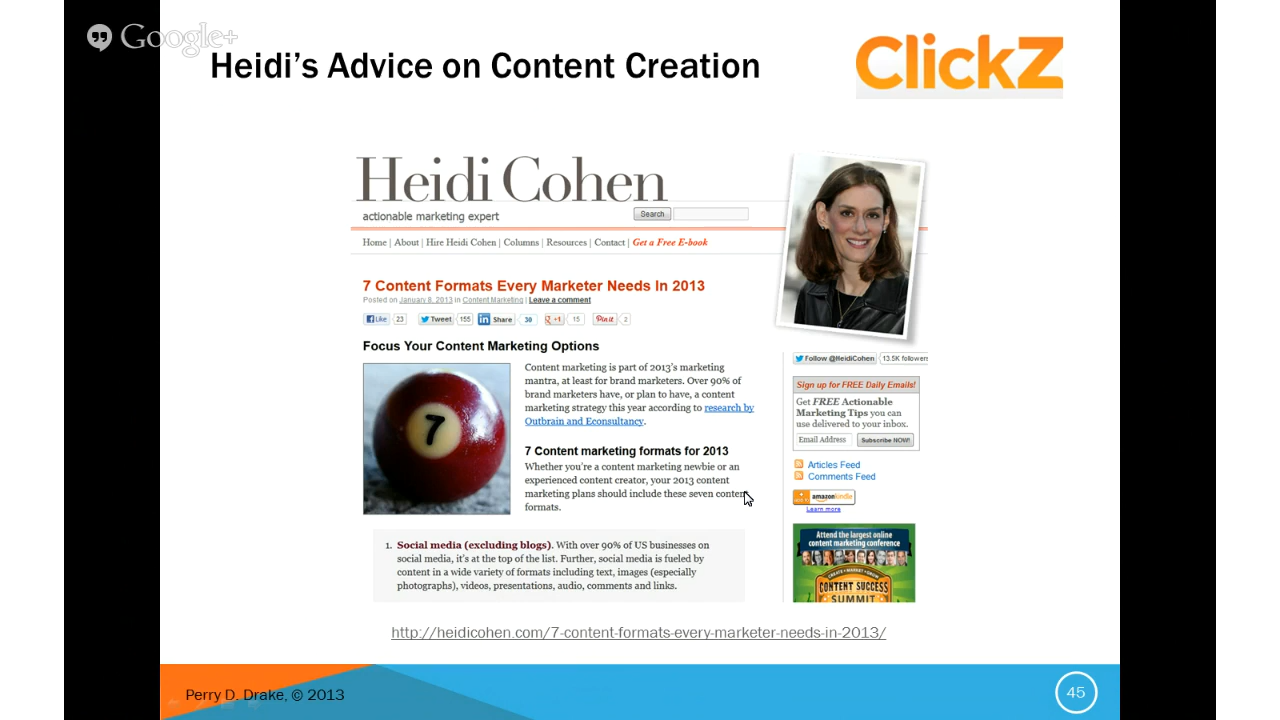 Google+
Heidi's Advice on Content Creation
ClickZ
Heidi Cohen
actionable marketing expert
Search
Home | About | Hire Heidi Cohen | Columns | Resources | Contact | Get a Free E-book
7 Content Formats Every Marketer Needs In 2013
Posted on January 8, 2013 in Content Marketing | Leave a comment
Like 23 Tweet 155 in Share 30 +1 15 Pin it 2
Focus Your Content Marketing Options
7
Content marketing is part of 2013's marketing
mantra, at least for brand marketers. Over 90% of
brand marketers have, or plan to have, a content
marketing strategy this year according to research by
Outbrain and Econsultancy.
7 Content marketing formats for 2013
Whether you're a content marketing newbie or an
experienced content creator, your 2013 content
marketing plans should include these seven content
formats.
1. Social media (excluding blogs). With over 90% of US businesses on
social media, it's at the top of the list. Further, social media is fueled by
content in a wide variety of formats including text, images (especially
photographs), videos, presentations, audio, comments and links.
Follow @HeidiCohen 13.5K followers
Sign up for FREE Daily Emails!
Get FREE Actionable
Marketing Tips you can
use delivered to your inbox.
Email Address Subscribe NOW!
Articles Feed
Comments Feed
amazonkindle
Learn more
Attend the largest online
content marketing conference
CREATE • MARKET • GROW
CONTENT SUCCESS
SUMMIT
http://heidicohen.com/7-content-formats-every-marketer-needs-in-2013/
Perry D. Drake, © 2013
45